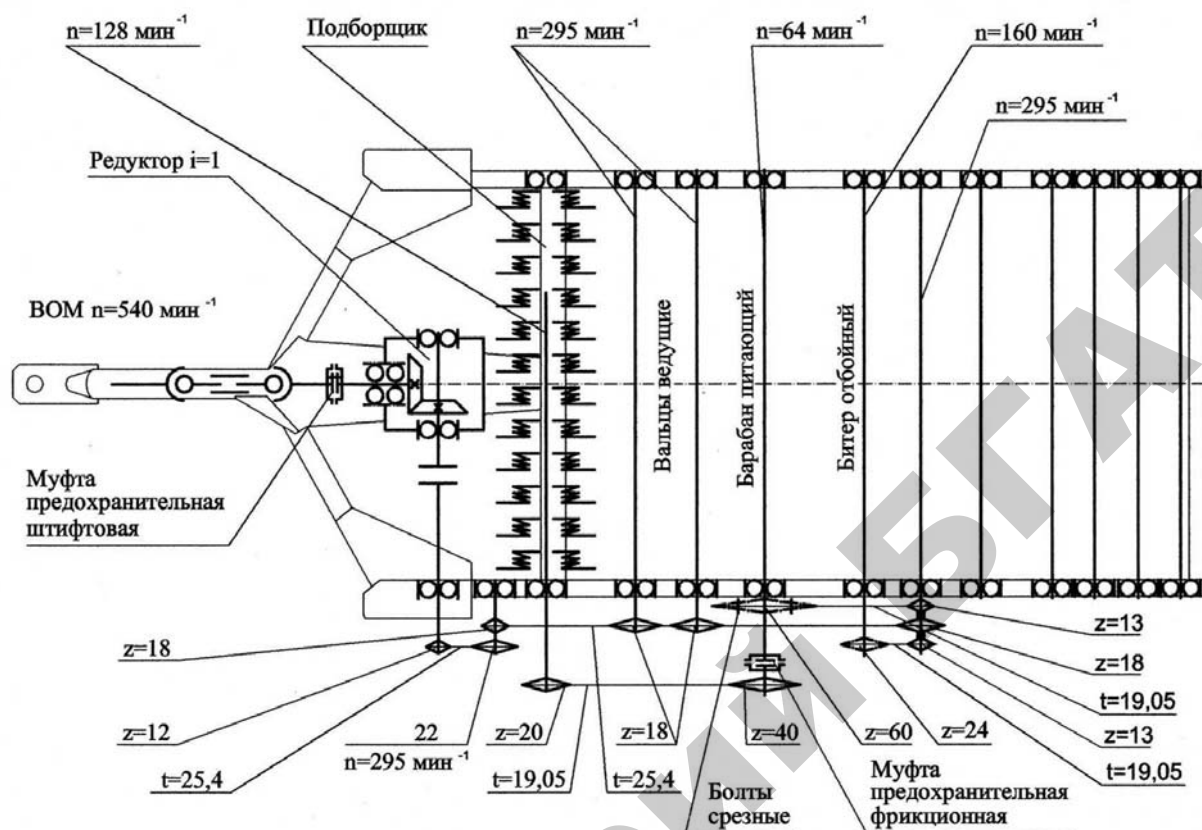 n=128 мин⁻¹
Подборщик
n=295 мин⁻¹
n=64 мин⁻¹
n=160 мин⁻¹
n=295 мин⁻¹
Редуктор i=1
ВОМ n=540 мин⁻¹
Вальцы ведущие
Барабан питающий
Битер отбойный
Муфта
предохранительная
штифтовая
z=18
z=13
z=18
t=19,05
z=12
22
z=20
z=18
z=40
z=60
z=24
z=13
n=295 мин⁻¹
t=25,4
t=19,05
t=25,4
t=19,05
Болты
срезные
Муфта
предохранительная
фрикционная
ИЙ БГАТ